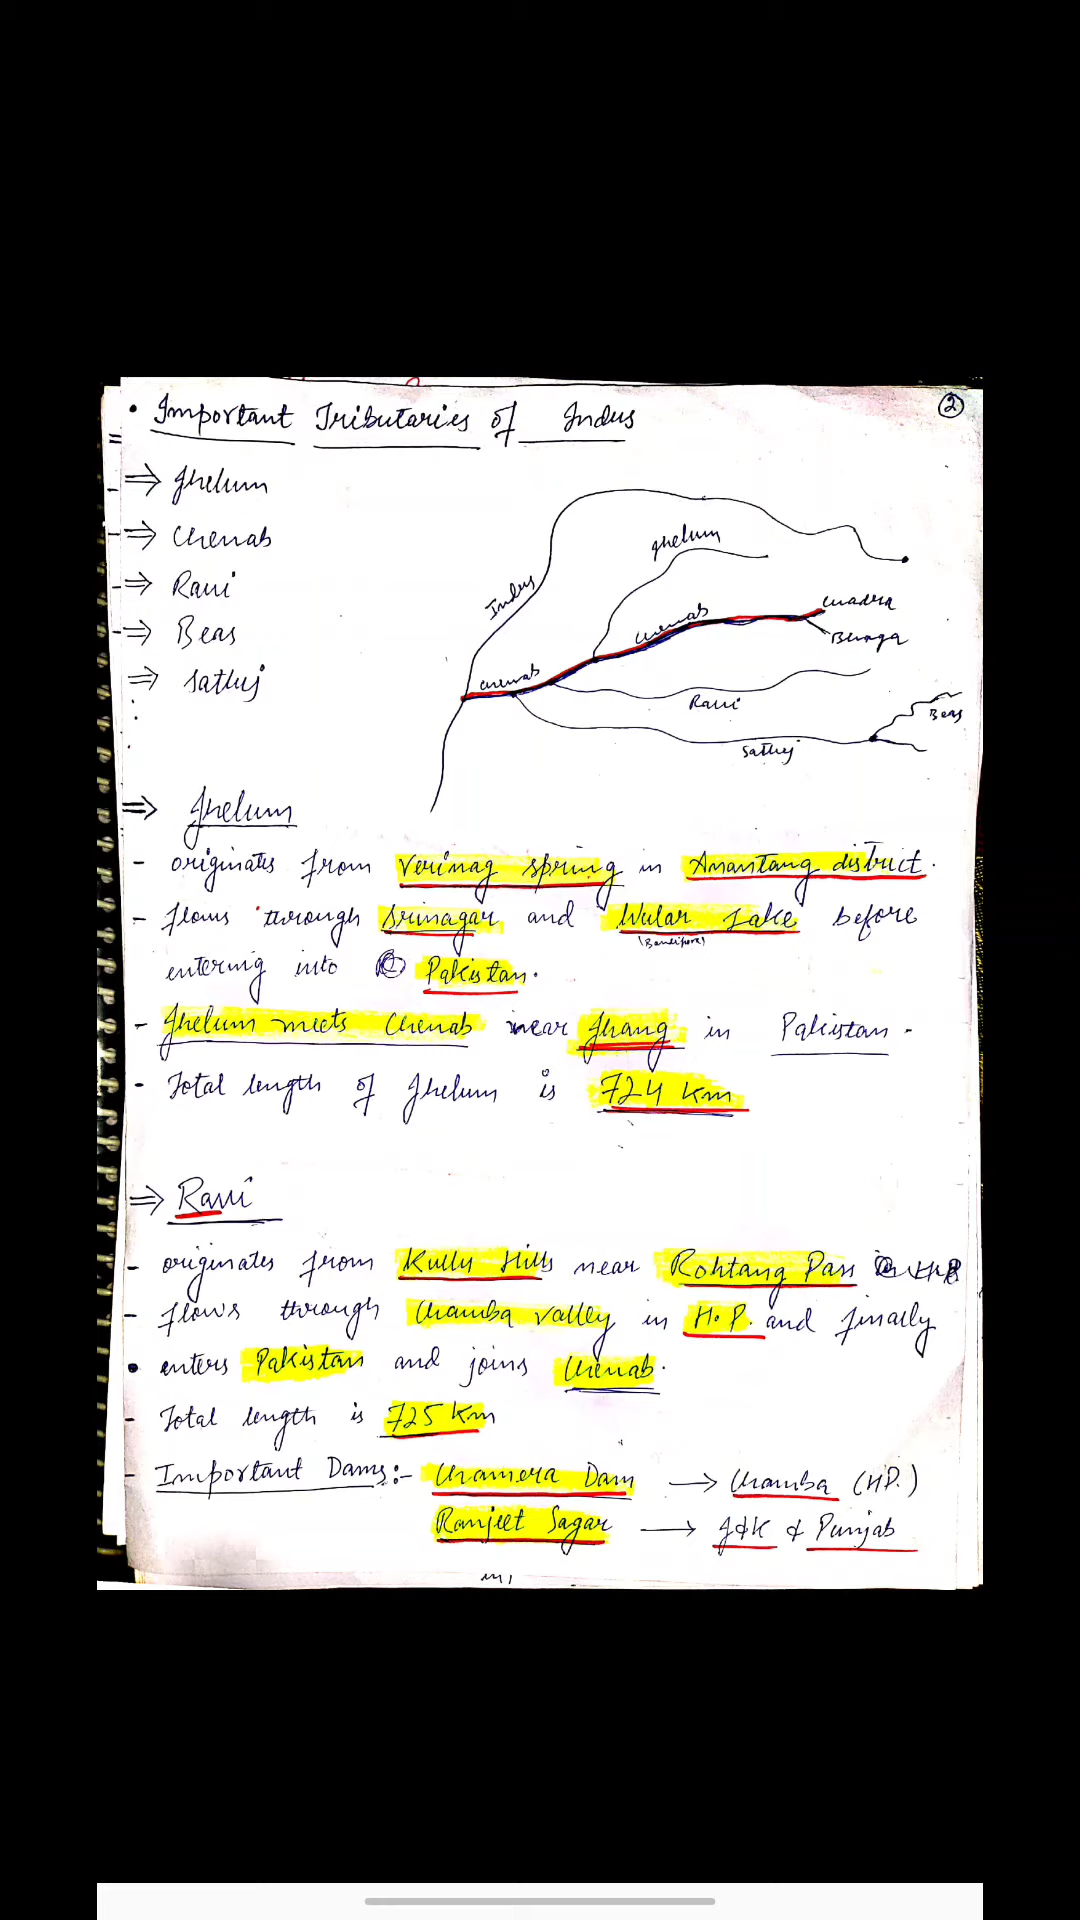 • Important Tributaries of Indus
②
⇒ Jhelum
⇒ Chenab
⇒ Ravi
⇒ Beas
⇒ Satluj
Indus
Jhelum
Chenab
Chandra
Bhaga
Chenab
Ravi
Beas
Satluj
⇒ Jhelum
- originates from Verinag spring in Anantang district.
- flows through Srinagar and Wular Lake before
(Bandipora)
entering into Pakistan.
- Jhelum meets Chenab near Jhang in Pakistan.
- Total length of Jhelum is 724 Km
⇒ Ravi
- originates from Kullu Hills near Rohtang Pass
- flows through Chamba valley in H.P. and finally
• enters Pakistan and joins Chenab.
- Total length is 725 Km
- Important Dams:- Chamera Dam → Chamba (HP.)
Ranjeet Sagar → J&K & Punjab